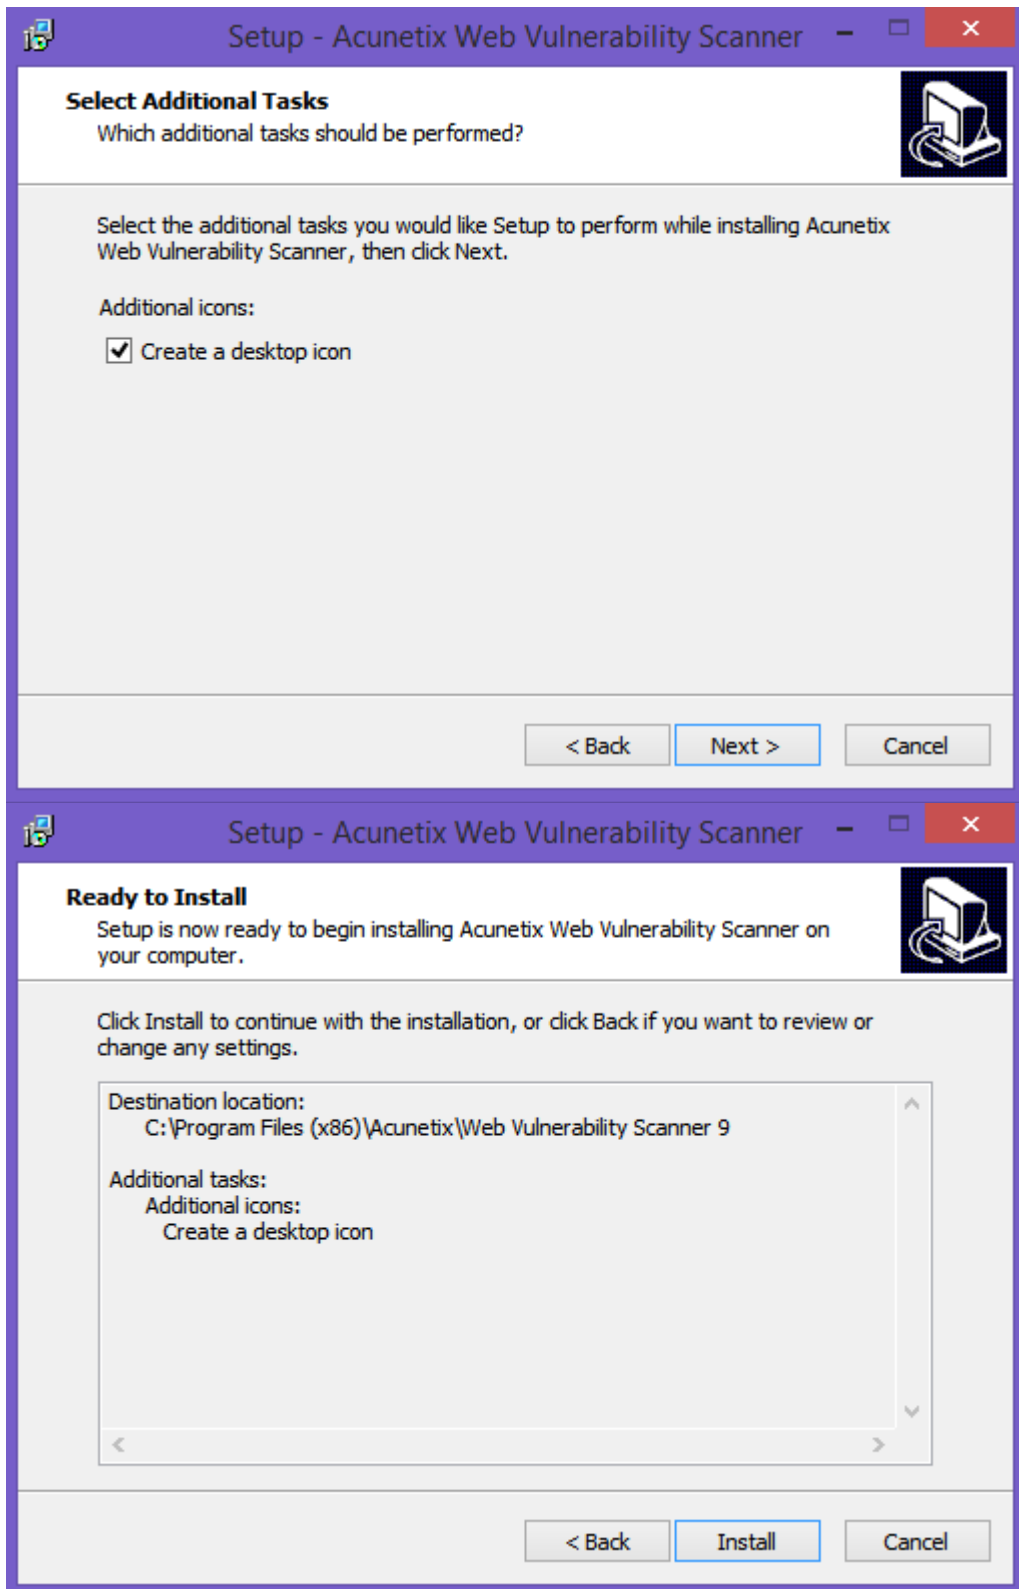 Setup - Acunetix Web Vulnerability Scanner
Select Additional Tasks
Which additional tasks should be performed?
Select the additional tasks you would like Setup to perform while installing Acunetix
Web Vulnerability Scanner, then click Next.
Additional icons:
Create a desktop icon
< Back
Next >
Cancel
Setup - Acunetix Web Vulnerability Scanner
Ready to Install
Setup is now ready to begin installing Acunetix Web Vulnerability Scanner on
your computer.
Click Install to continue with the installation, or click Back if you want to review or
change any settings.
Destination location:
C:\Program Files (x86)\Acunetix\Web Vulnerability Scanner 9
Additional tasks:
Additional icons:
Create a desktop icon
< Back
Install
Cancel